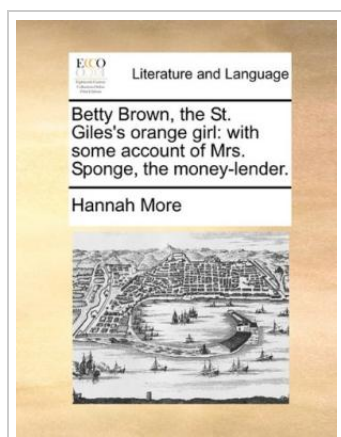 ECCO
Literature and Language
Betty Brown, the St.
Giles's orange girl: with
some account of Mrs.
Sponge, the money-lender.
Hannah More